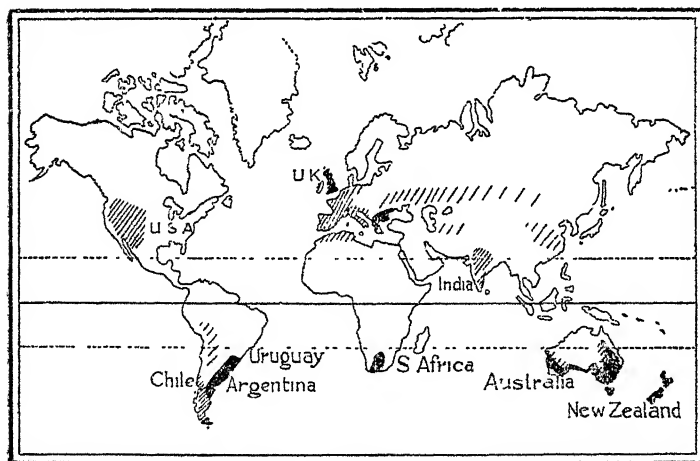 UK
USA
India
Uruguay
Chile
Argentina
S Africa
Australia
New Zealand